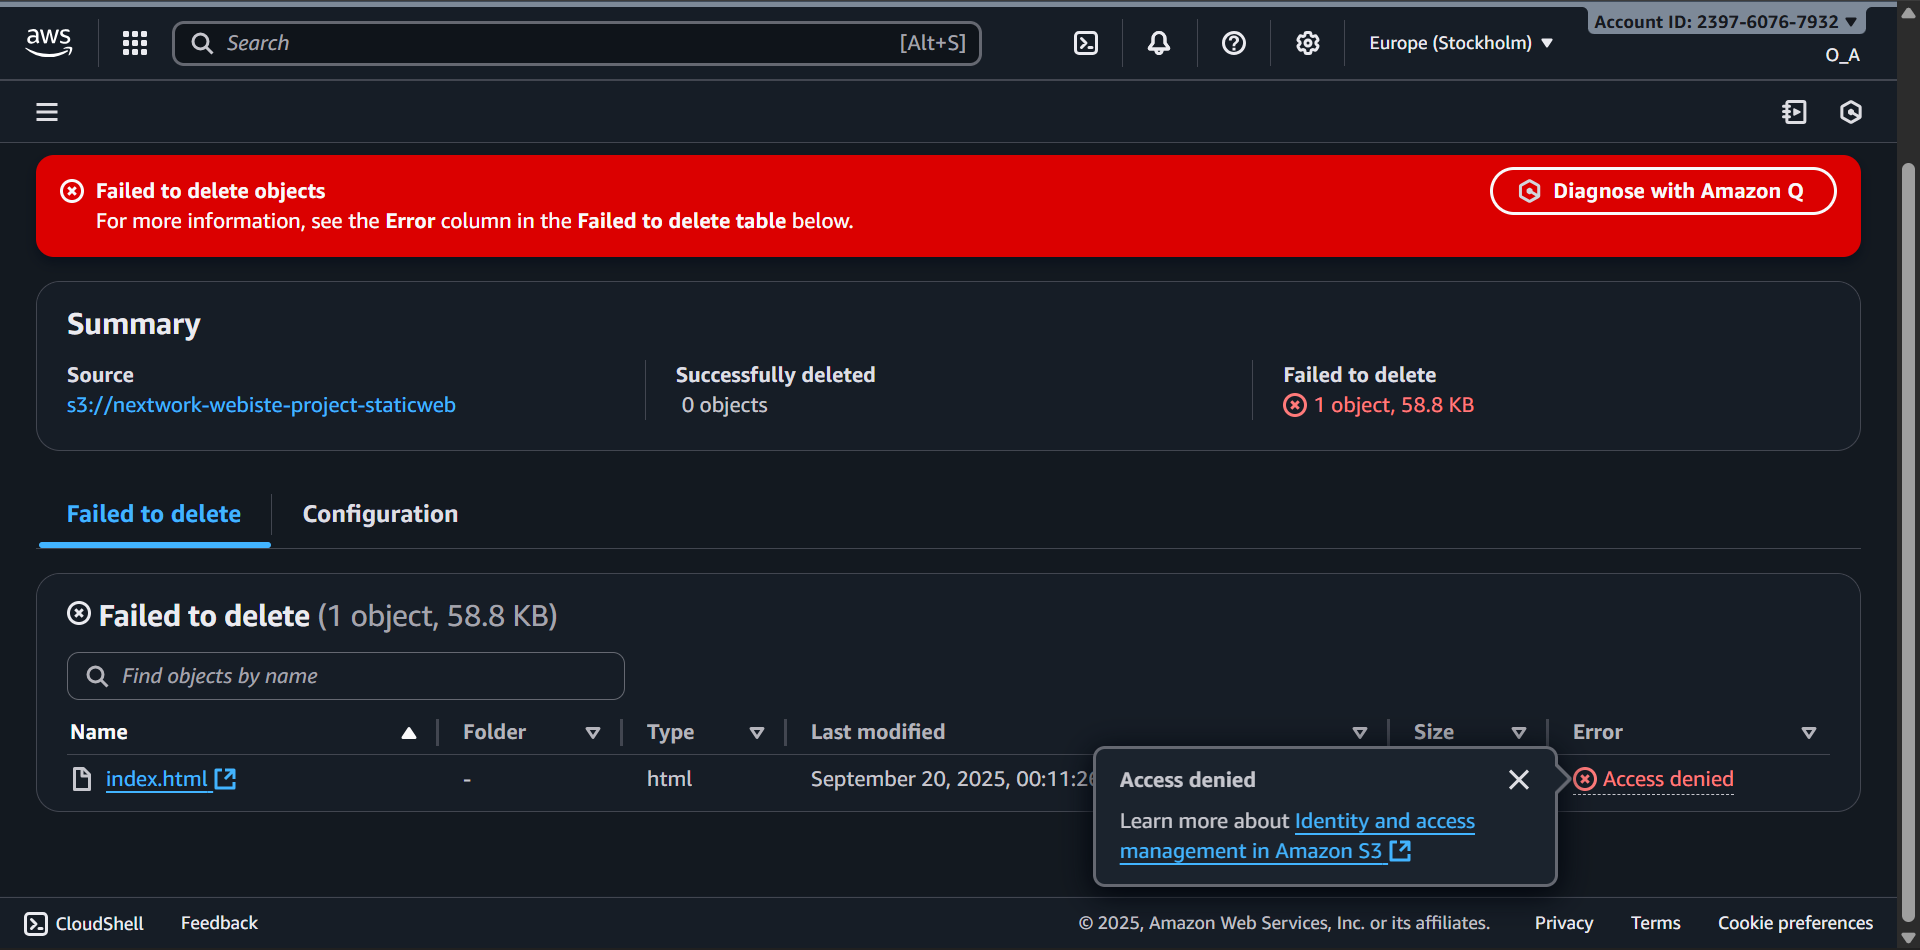 aws
Search
[Alt+S]
Europe (Stockholm)
Account ID: 2397-6076-7932
O_A
Failed to delete objects
For more information, see the Error column in the Failed to delete table below.
Diagnose with Amazon Q
Summary
Source
s3://nextwork-webiste-project-staticweb
Successfully deleted
0 objects
Failed to delete
1 object, 58.8 KB
Failed to delete
Configuration
Failed to delete (1 object, 58.8 KB)
Find objects by name
Name Folder Type Last modified Size Error
index.html - html September 20, 2025, 00:11:2 Access denied
Access denied
Learn more about Identity and access
management in Amazon S3
CloudShell Feedback © 2025, Amazon Web Services, Inc. or its affiliates. Privacy Terms Cookie preferences